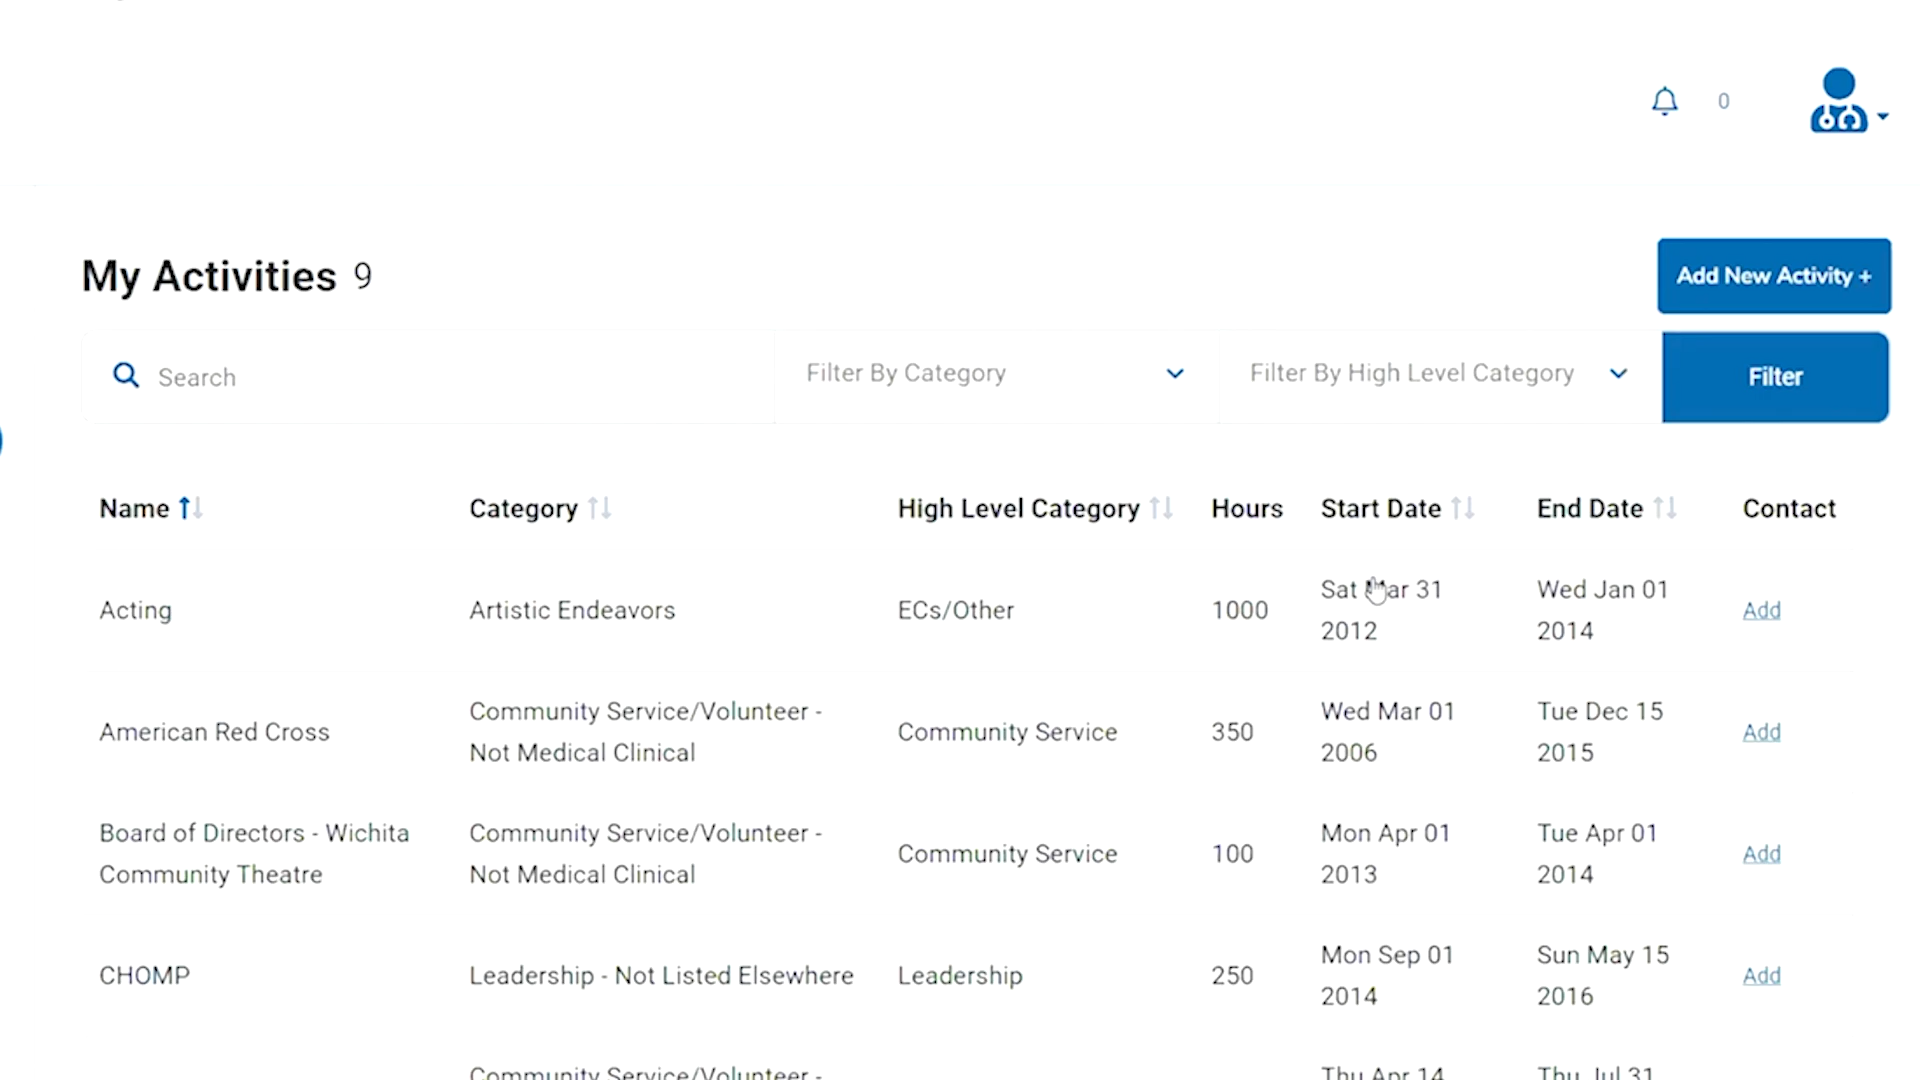 0
My Activities 9
Add New Activity +
Search
Filter By Category
Filter By High Level Category
Filter
Name
Category
High Level Category
Hours
Start Date
End Date
Contact
Acting
Artistic Endeavors
ECs/Other
1000
Sat Mar 31
2012
Wed Jan 01
2014
Add
American Red Cross
Community Service/Volunteer -
Not Medical Clinical
Community Service
350
Wed Mar 01
2006
Tue Dec 15
2015
Add
Board of Directors - Wichita
Community Theatre
Community Service/Volunteer -
Not Medical Clinical
Community Service
100
Mon Apr 01
2013
Tue Apr 01
2014
Add
CHOMP
Leadership - Not Listed Elsewhere
Leadership
250
Mon Sep 01
2014
Sun May 15
2016
Add
Community Service/Volunteer -
Thu Apr 14
Thu Jul 31